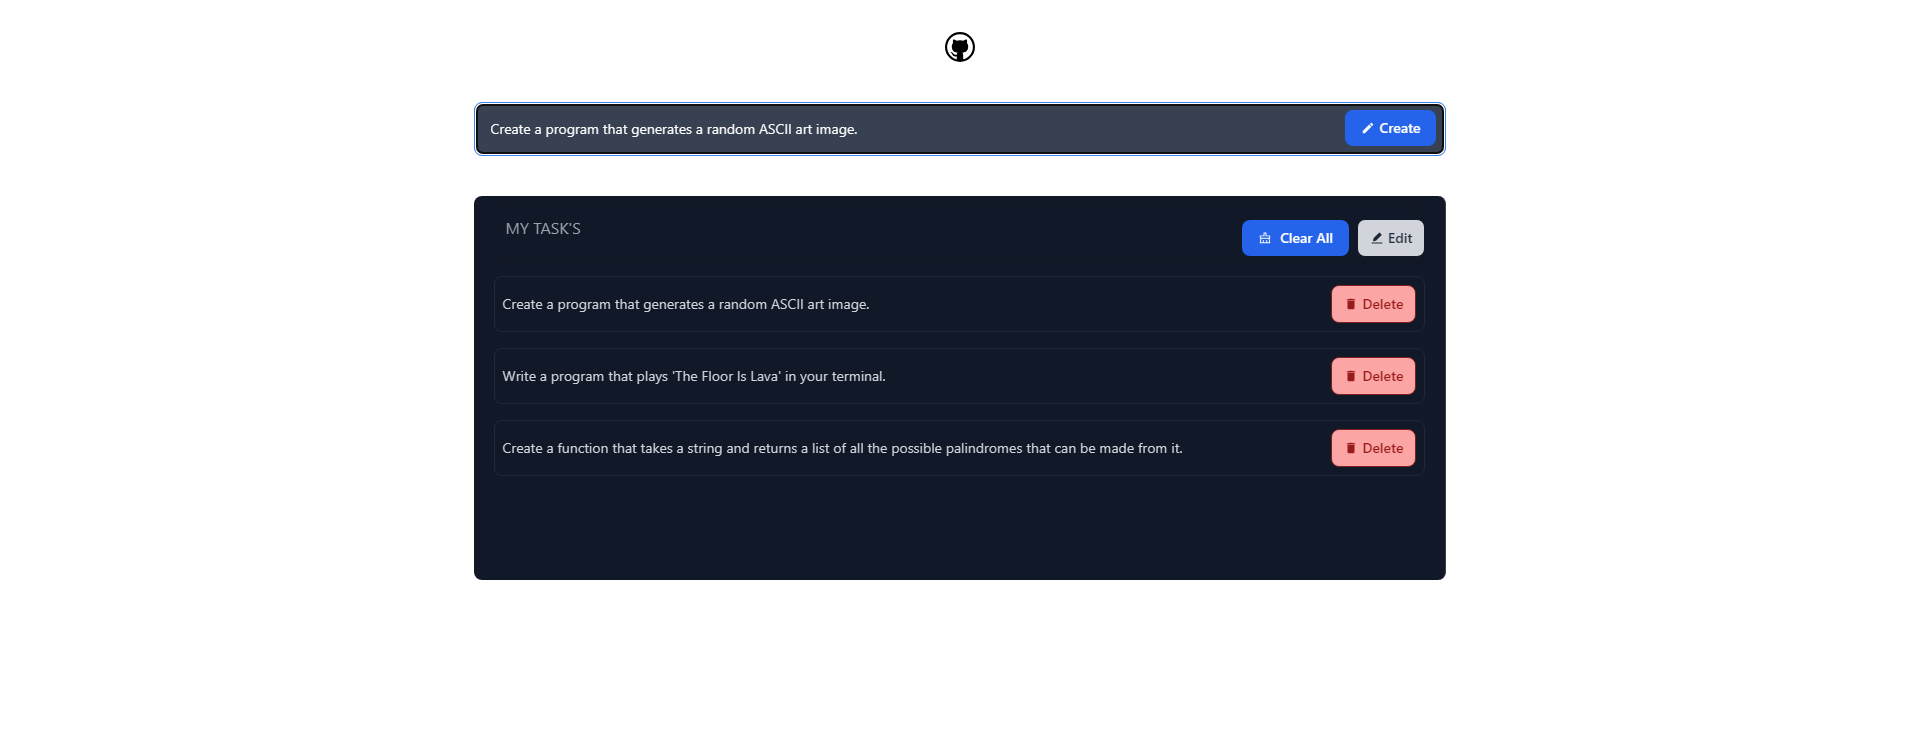 Create a program that generates a random ASCII art image.
Create
MY TASK'S
Clear All
Edit
Create a program that generates a random ASCII art image.
Delete
Write a program that plays 'The Floor Is Lava' in your terminal.
Delete
Create a function that takes a string and returns a list of all the possible palindromes that can be made from it.
Delete